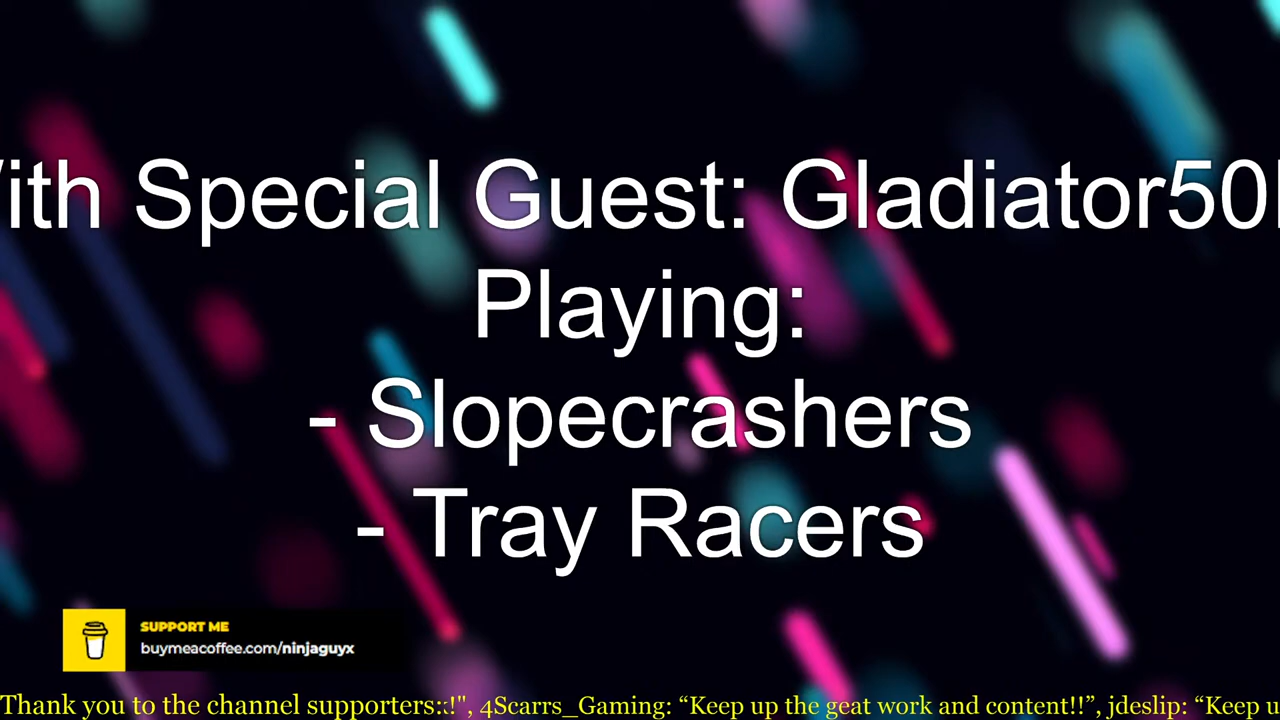 ith Special Guest: Gladiator50
Playing:
- Slopecrashers
- Tray Racers
SUPPORT ME
buymeacoffee.com/ninjaguyx
Thank you to the channel supporters::!", 4Scarrs_Gaming: “Keep up the geat work and content!!”, jdeslip: “Keep u